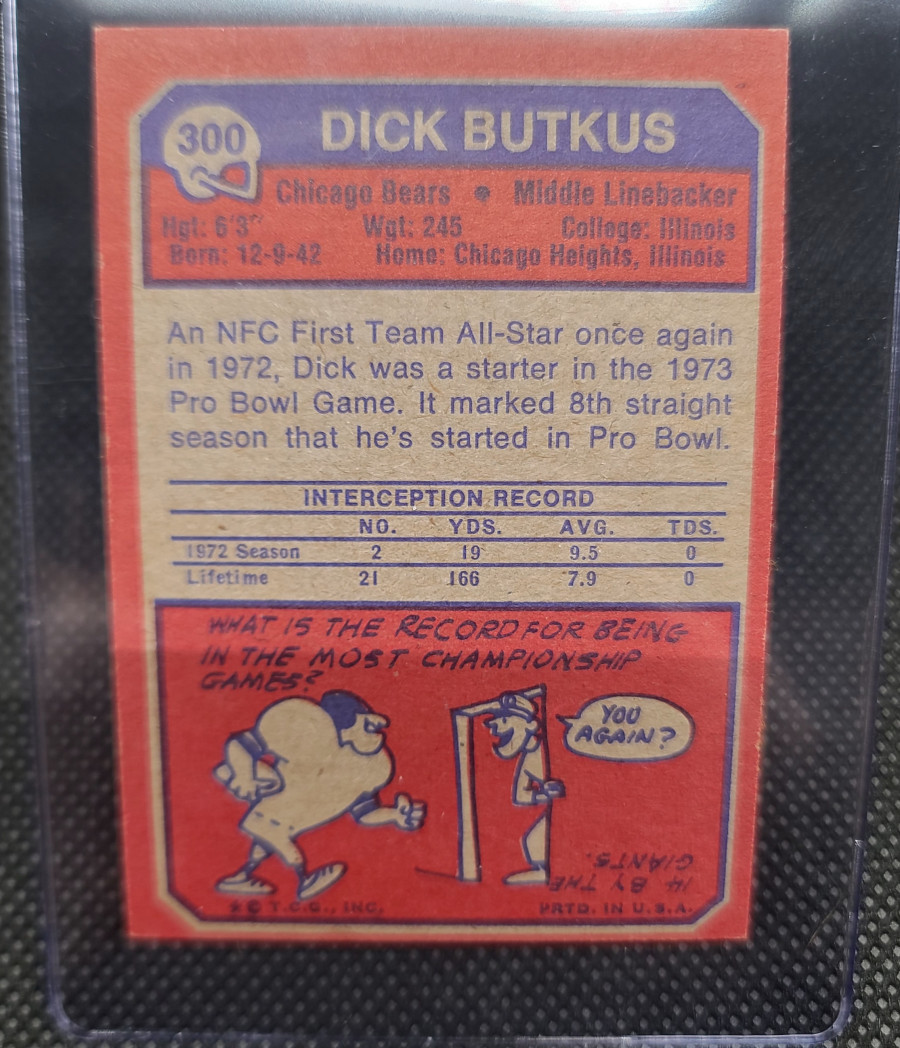 300
DICK BUTKUS
Chicago Bears • Middle Linebacker
Hgt: 6'3" Wgt: 245 College: Illinois
Born: 12-9-42 Home: Chicago Heights, Illinois
An NFC First Team All-Star once again
in 1972, Dick was a starter in the 1973
Pro Bowl Game. It marked 8th straight
season that he's started in Pro Bowl.
INTERCEPTION RECORD
NO. YDS. AVG. TDS.
1972 Season 2 19 9.5 0
Lifetime 21 166 7.9 0
WHAT IS THE RECORD FOR BEING
IN THE MOST CHAMPIONSHIP
GAMES?
YOU
AGAIN?
14 BY THE
GIANTS.
★© T.C.G., INC. PRTD. IN U.S.A.